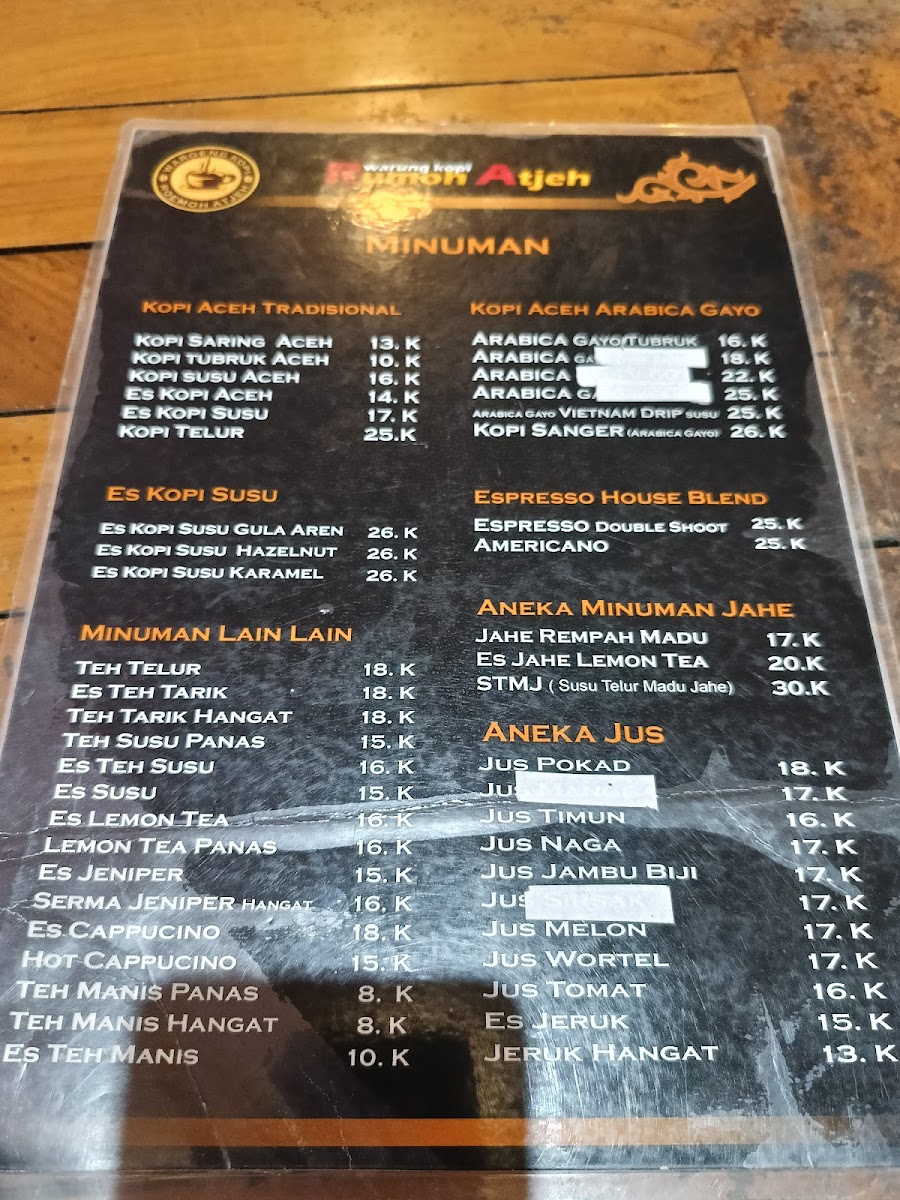 WAROENG KOPI
ROEMOH ATJEH
warung kopi
Rumoh Atjeh
MINUMAN
KOPI ACEH TRADISIONAL
KOPI SARING ACEH 13. K
KOPI TUBRUK ACEH 10. K
KOPI SUSU ACEH 16. K
ES KOPI ACEH 14. K
ES KOPI SUSU 17. K
KOPI TELUR 25.K
ES KOPI SUSU
ES KOPI SUSU GULA AREN 26. K
ES KOPI SUSU HAZELNUT 26. K
ES KOPI SUSU KARAMEL 26. K
MINUMAN LAIN LAIN
TEH TELUR 18. K
ES TEH TARIK 18. K
TEH TARIK HANGAT 18. K
TEH SUSU PANAS 15. K
ES TEH SUSU 16. K
ES SUSU 15. K
ES LEMON TEA 16. K
LEMON TEA PANAS 16. K
ES JENIPER 15. K
SERMA JENIPER HANGAT 16. K
ES CAPPUCINO 18. K
HOT CAPPUCINO 15. K
TEH MANIS PANAS 8. K
TEH MANIS HANGAT 8. K
ES TEH MANIS 10. K
KOPI ACEH ARABICA GAYO
ARABICA GAYO TUBRUK 16. K
ARABICA 18. K
ARABICA 22. K
ARABICA 25. K
ARABICA GAYO VIETNAM DRIP SUSU 25. K
KOPI SANGER (ARABICA GAYO) 26. K
ESPRESSO HOUSE BLEND
ESPRESSO DOUBLE SHOOT 25. K
AMERICANO 25. K
ANEKA MINUMAN JAHE
JAHE REMPAH MADU 17. K
ES JAHE LEMON TEA 20.K
STMJ ( Susu Telur Madu Jahe) 30.K
ANEKA JUS
JUS POKAD 18. K
JUS 17. K
JUS TIMUN 16. K
JUS NAGA 17. K
JUS JAMBU BIJI 17. K
JUS SIRSAK 17. K
JUS MELON 17. K
JUS WORTEL 17. K
JUS TOMAT 16. K
ES JERUK 15. K
JERUK HANGAT 13. K